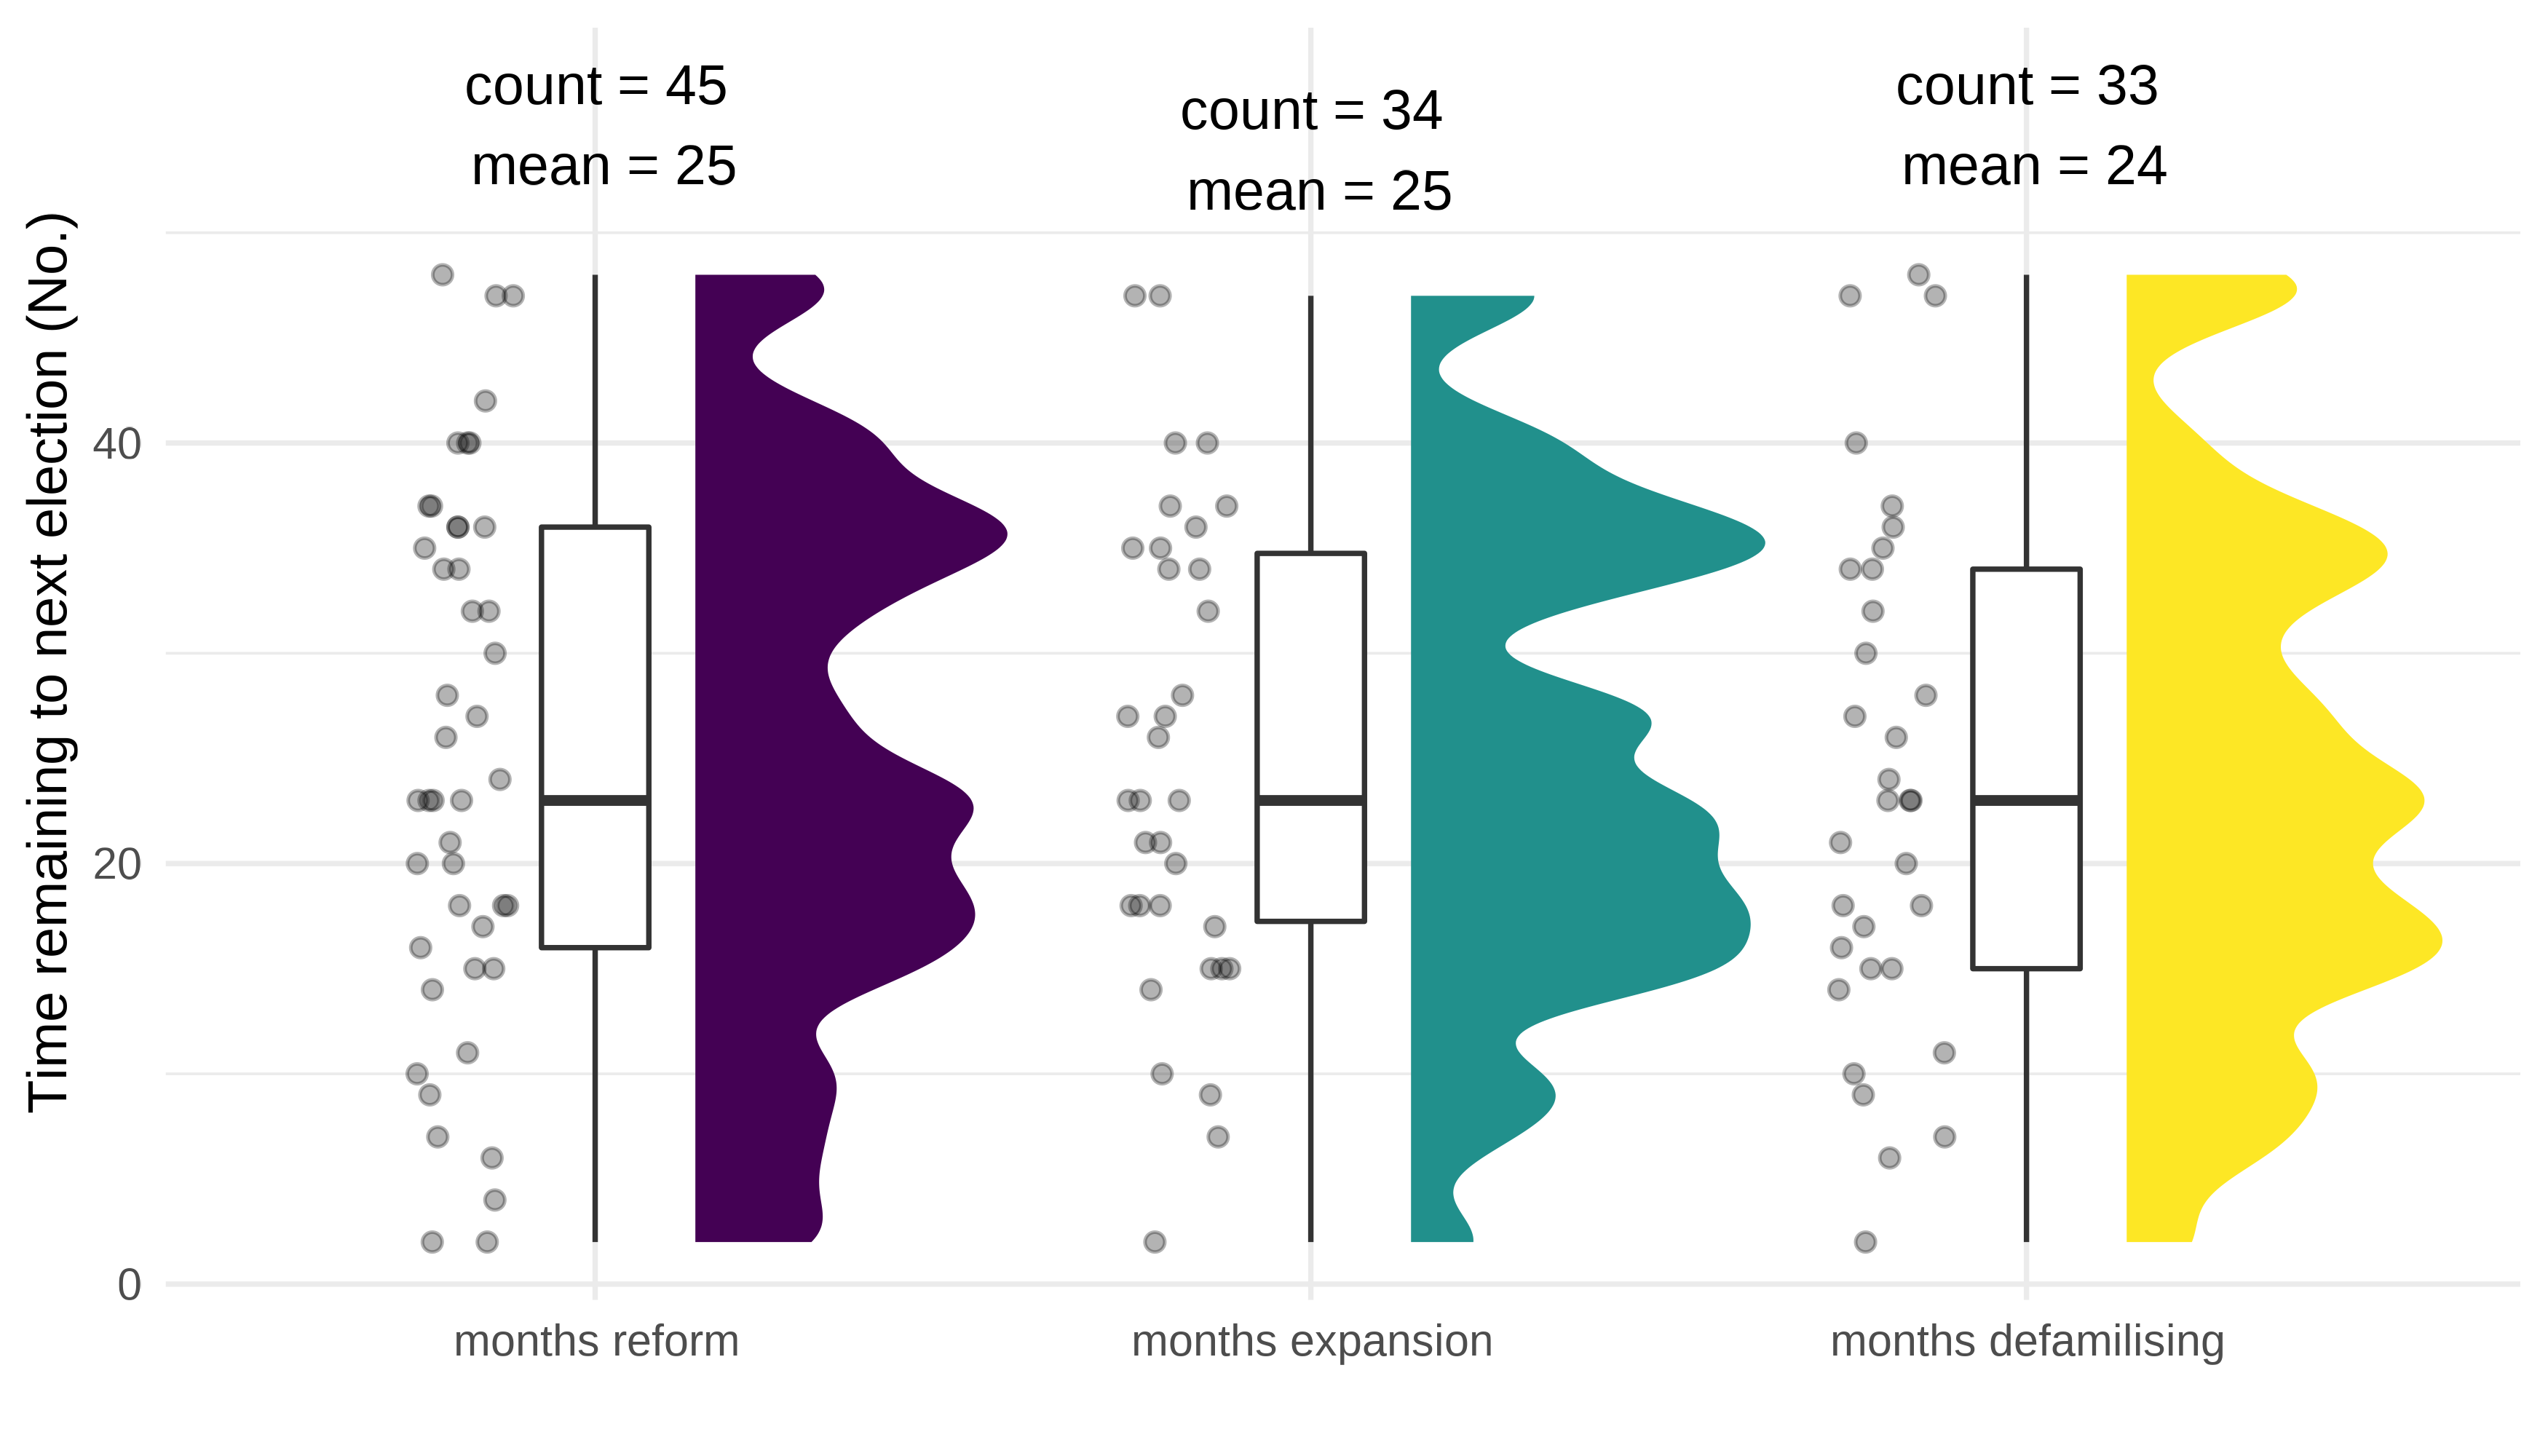 count = 45
mean = 25
count = 34
mean = 25
count = 33
mean = 24
Time remaining to next election (No.)
40
20
0
months reform
months expansion
months defamilising